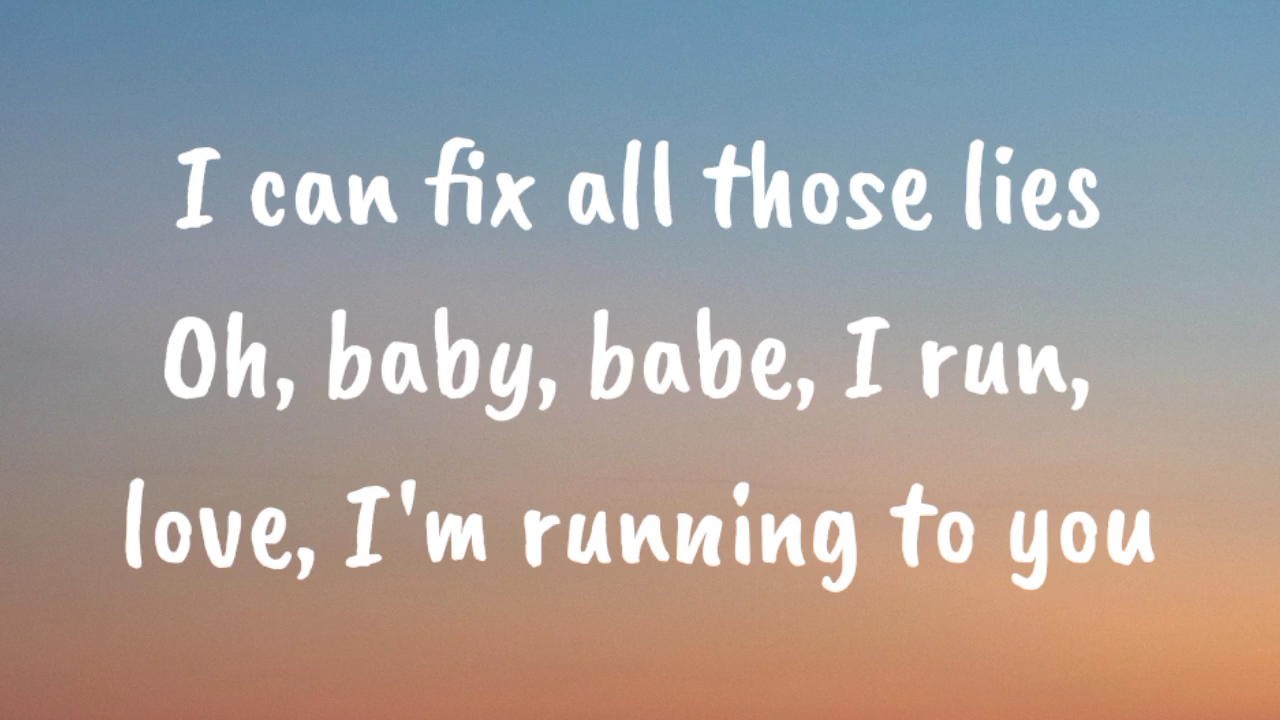 I can fix all those lies
Oh, baby, babe, I run,
love, I'm running to you